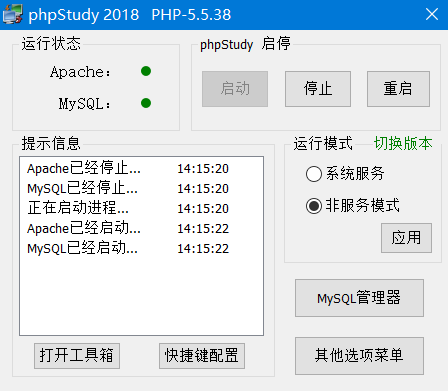 phpStudy 2018   PHP-5.5.38
运行状态
Apache:
MySQL:
phpStudy 启停
启动 停止 重启
提示信息
Apache已经停止... 14:15:20
MySQL已经停止... 14:15:20
正在启动进程... 14:15:20
Apache已经启动... 14:15:22
MySQL已经启动... 14:15:22
打开工具箱 快捷键配置
运行模式 切换版本
系统服务
非服务模式
应用
MySQL管理器
其他选项菜单